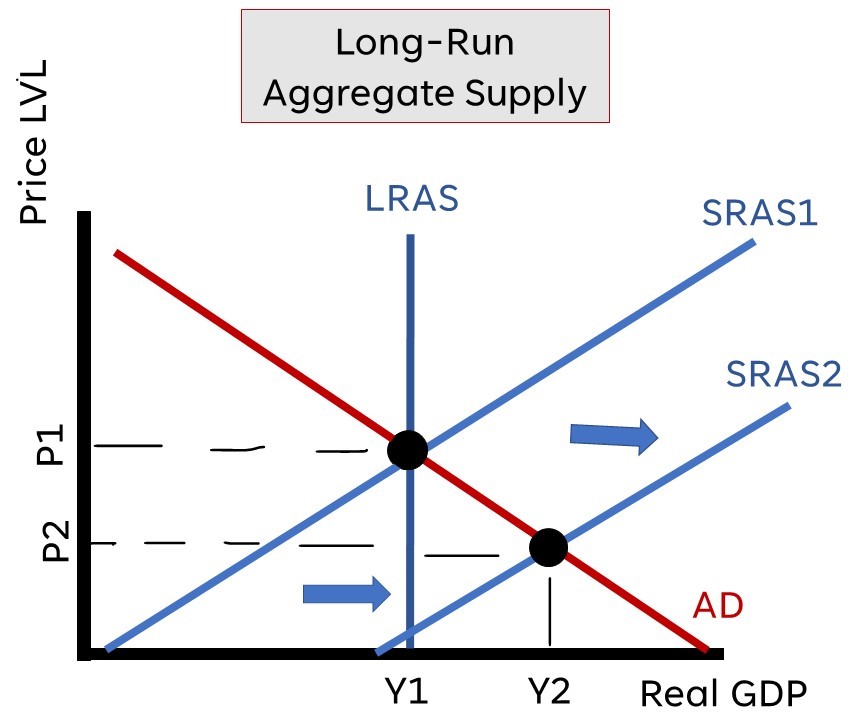 Long-Run
Aggregate Supply
Price LVL
LRAS
SRAS1
SRAS2
P1
P2
AD
Y1
Y2
Real GDP